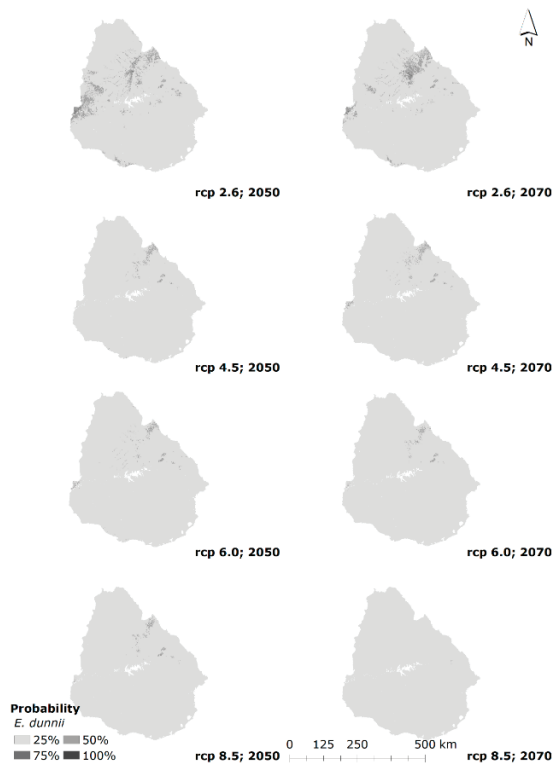 N
rcp 2.6; 2050
rcp 2.6; 2070
rcp 4.5; 2050
rcp 4.5; 2070
rcp 6.0; 2050
rcp 6.0; 2070
Probability
E. dunnii
25% 50%
75% 100%
rcp 8.5; 2050
0 125 250 500 km
rcp 8.5; 2070